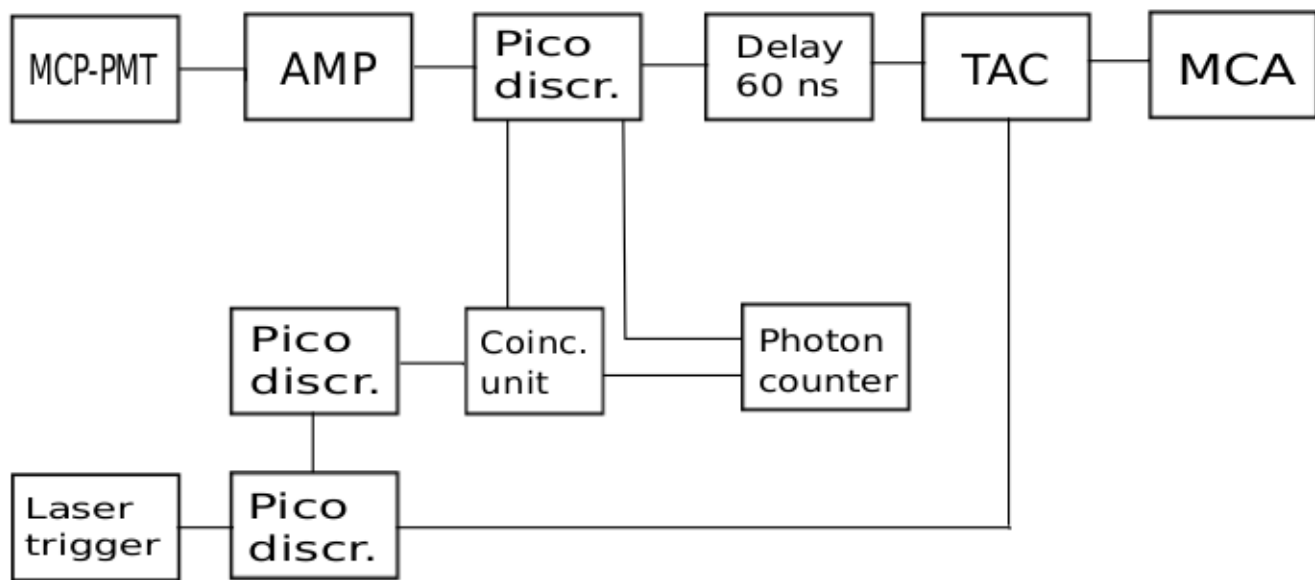 MCP-PMT
AMP
Pico
discr.
Delay
60 ns
TAC
MCA
Pico
discr.
Coinc.
unit
Photon
counter
Laser
trigger
Pico
discr.